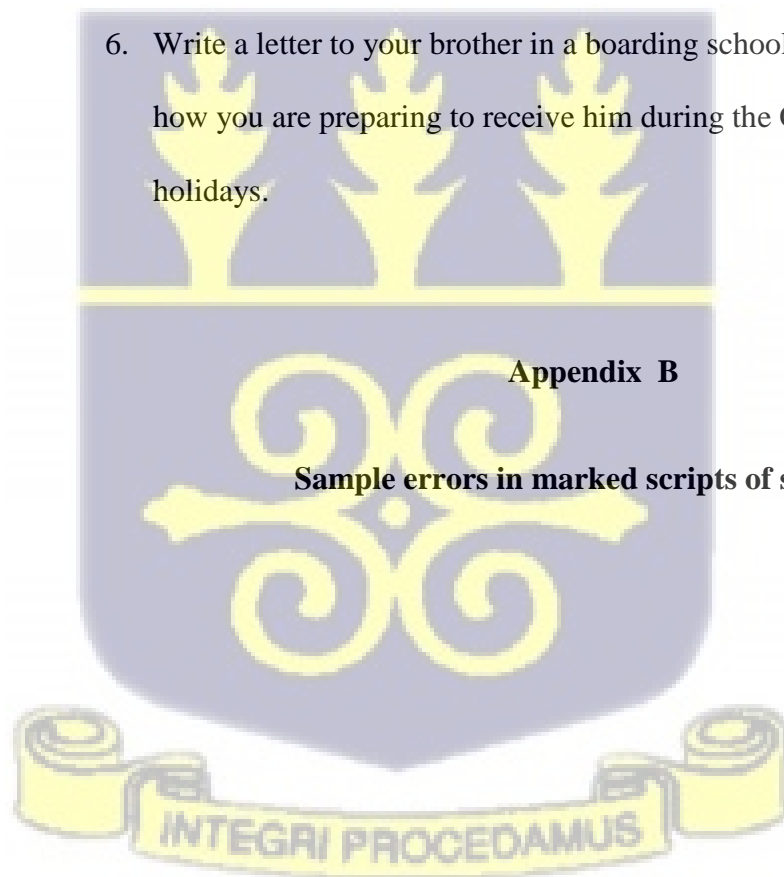 6. Write a letter to your brother in a boarding school
how you are preparing to receive him during the
holidays.
Appendix B
Sample errors in marked scripts of
INTEGRI PROCEDAMUS